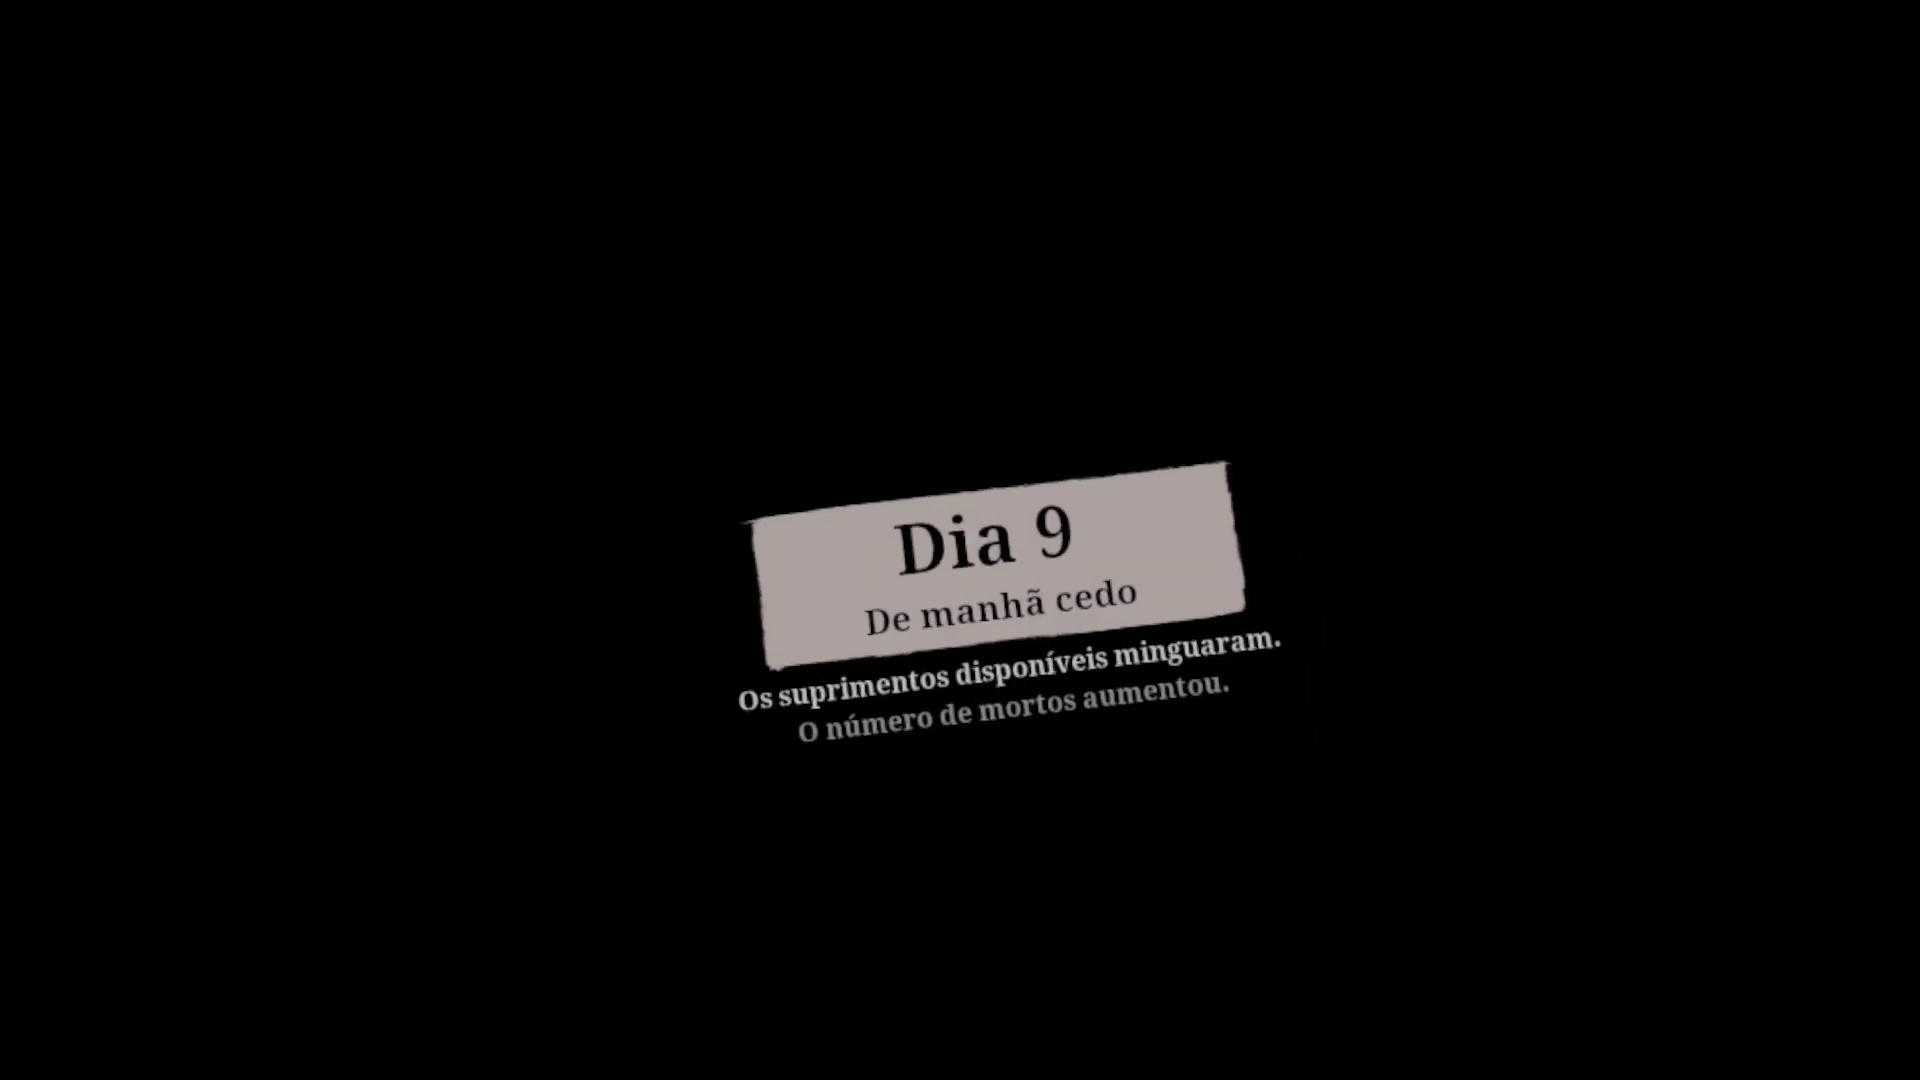 Dia 9
De manhã cedo
Os suprimentos disponíveis minguaram.
O número de mortos aumentou.